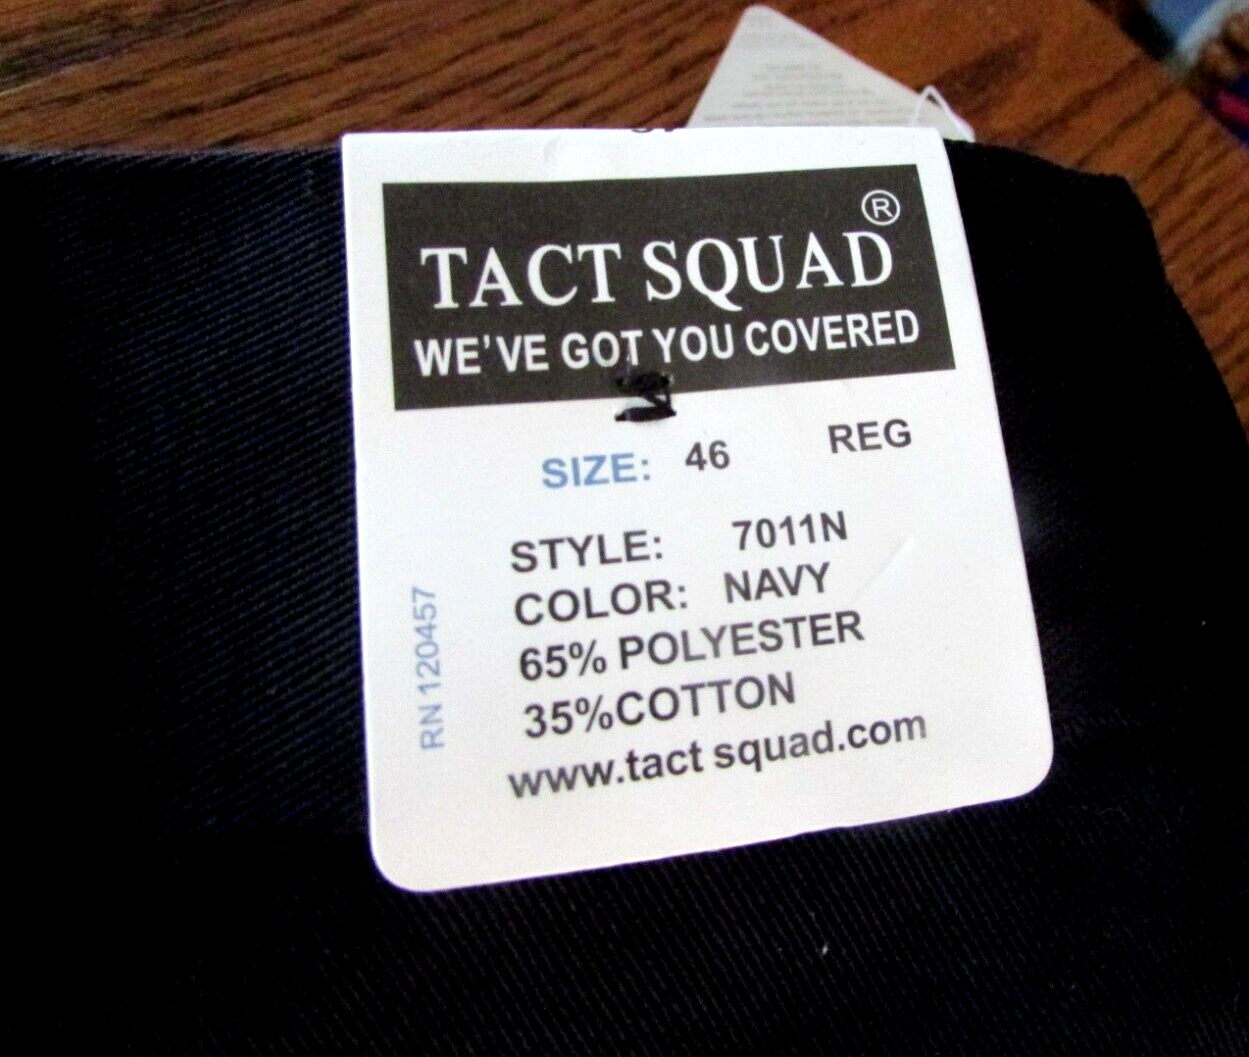 TACT SQUAD®
WE'VE GOT YOU COVERED
SIZE: 46 REG
STYLE: 7011N
COLOR: NAVY
65% POLYESTER
35%COTTON
www.tact squad.com
RN 120457